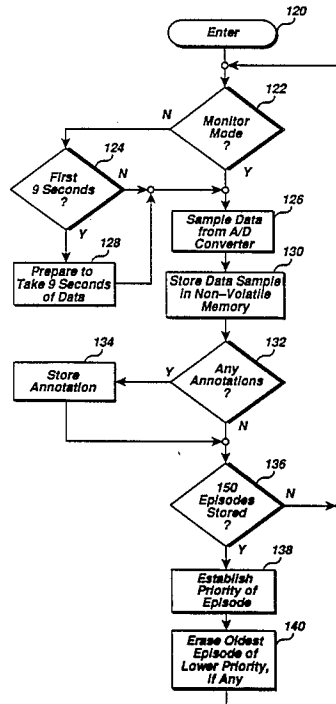 120
Enter
122
N
Monitor
Mode
?
124
First
9 Seconds
?
N
Y
Y
126
Sample Data
from A/D
Converter
128
Prepare to
Take 9 Seconds
of Data
130
Store Data Sample
in Non-Volatile
Memory
134
132
Store
Annotation
Y
Any
Annotations
?
N
136
150
Episodes
Stored
?
N
Y
138
Establish
Priority of
Episode
140
Erase Oldest
Episode of
Lower Priority,
If Any